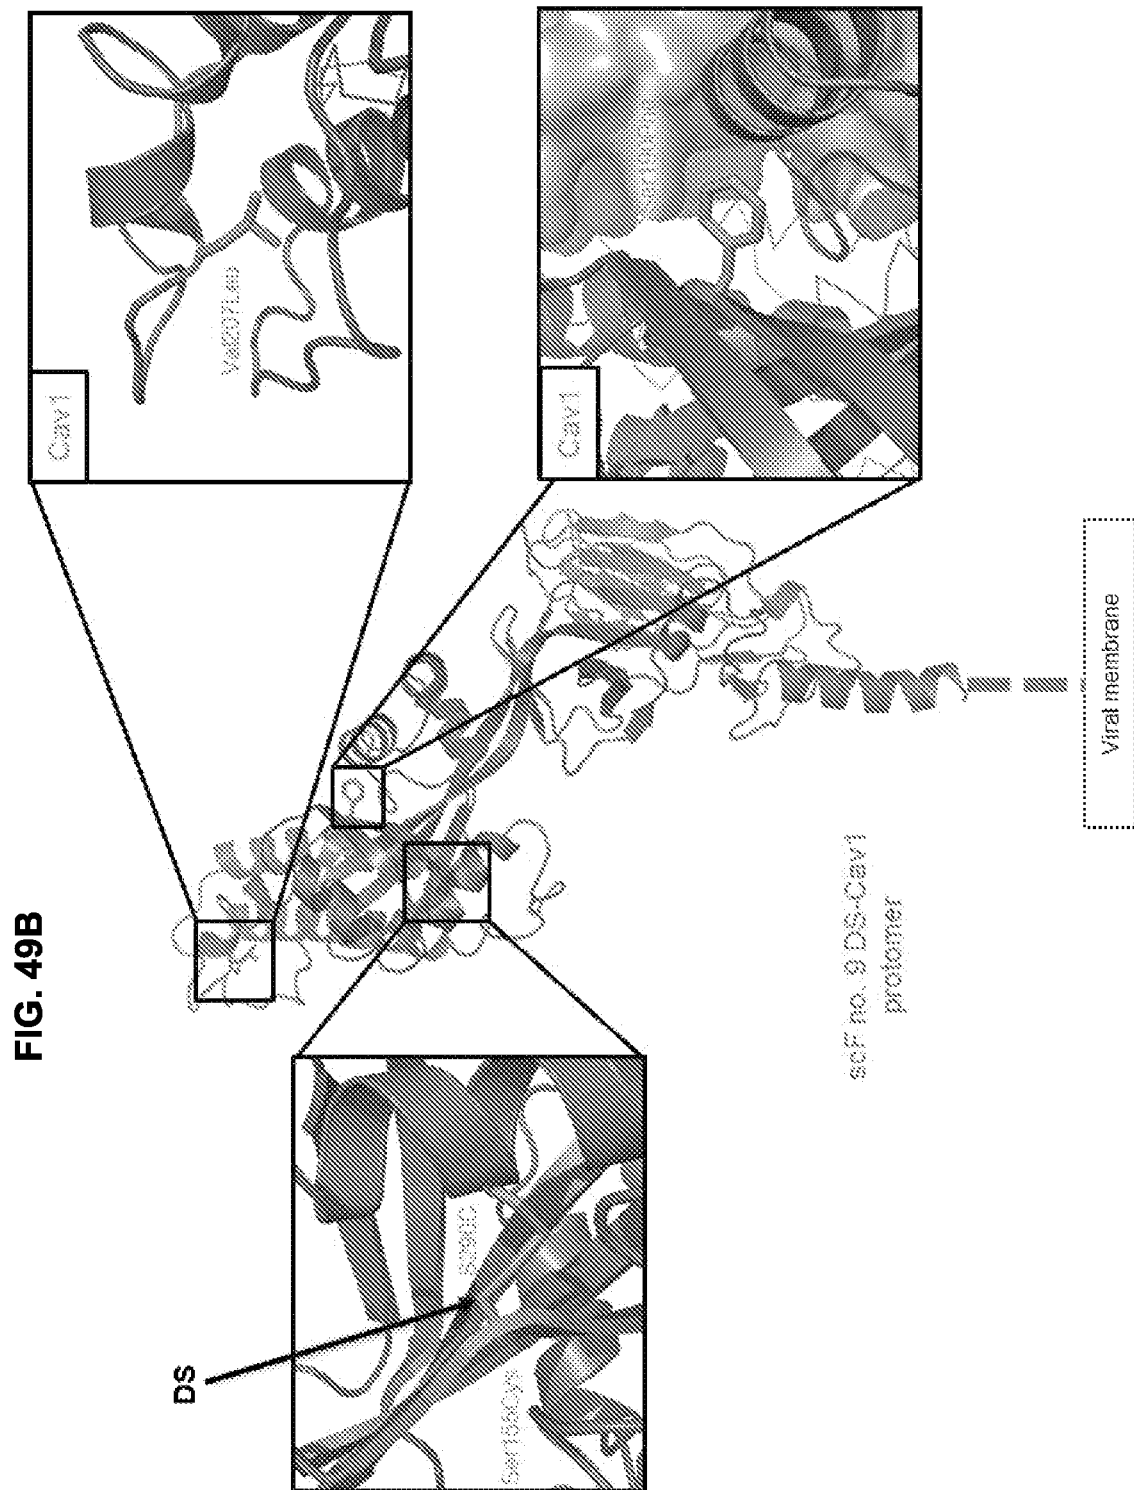 FIG. 49B
DS
Ser155Cys
S290C
Cav1
Val207Leu
Cav1
scF no. 9 DS-Cav1
protomer
Viral membrane